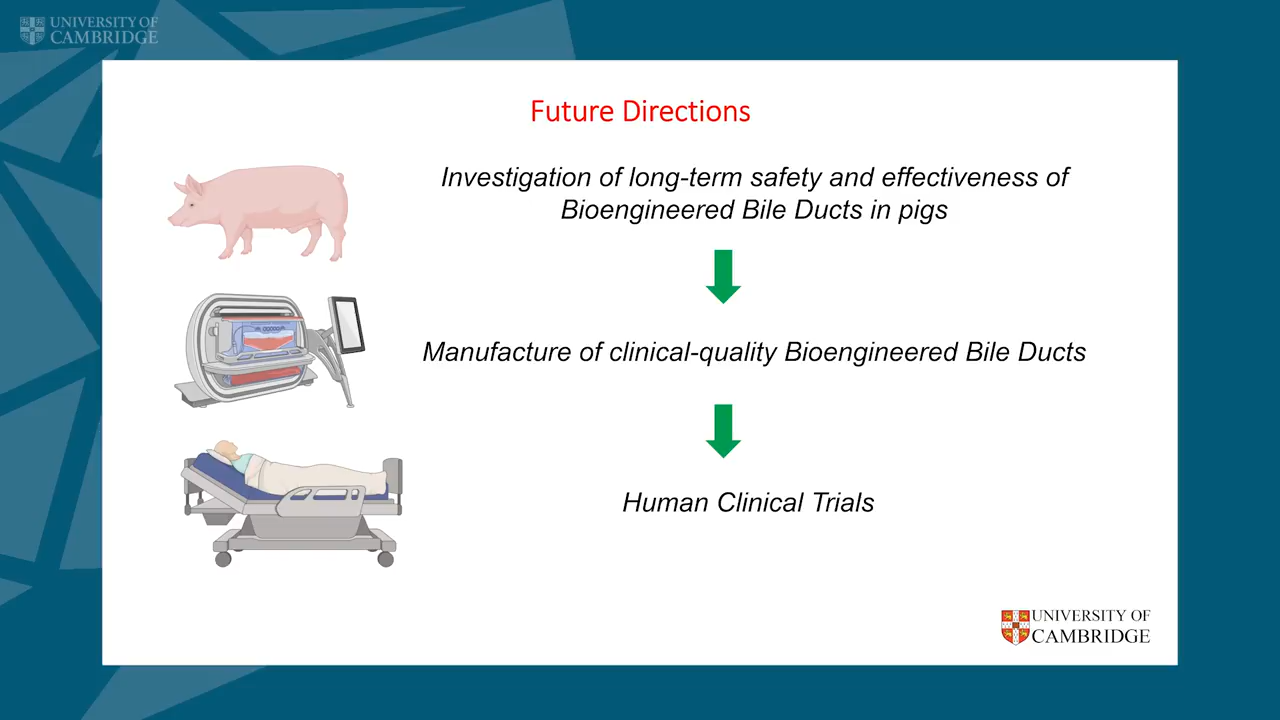 UNIVERSITY OF
CAMBRIDGE
Future Directions
Investigation of long-term safety and effectiveness of
Bioengineered Bile Ducts in pigs
Manufacture of clinical-quality Bioengineered Bile Ducts
Human Clinical Trials
UNIVERSITY OF
CAMBRIDGE